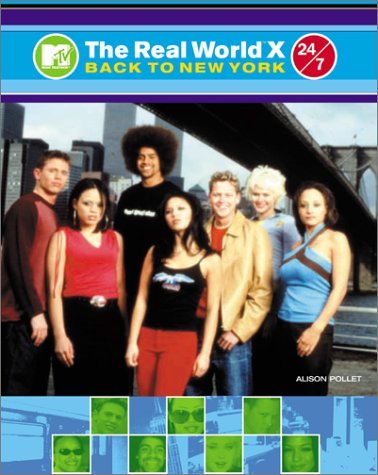 MTV
The Real World X
BACK TO NEW YORK
24/7
ALISON POLLET